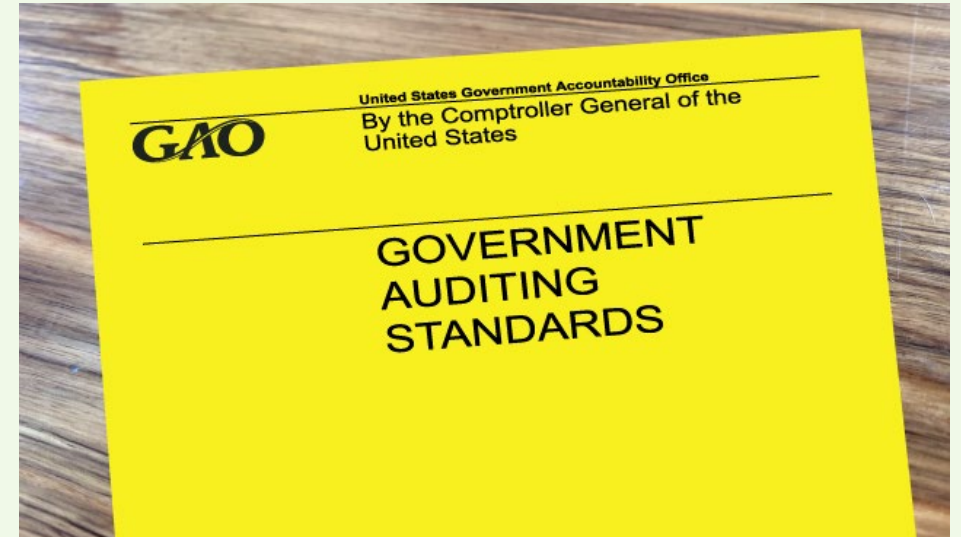 United States Government Accountability Office
GAO
By the Comptroller General of the
United States
GOVERNMENT
AUDITING
STANDARDS